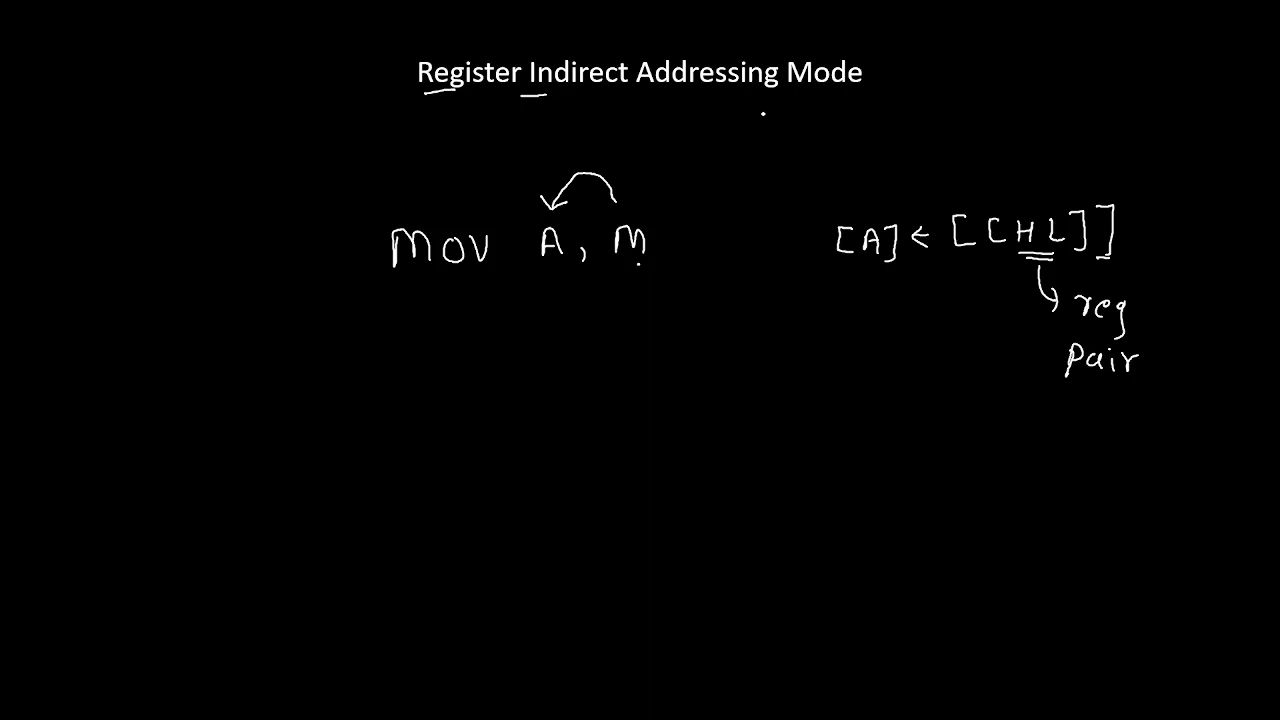 Register Indirect Addressing Mode
Mov A, M
[A] ← [[HL]]
reg
Pair